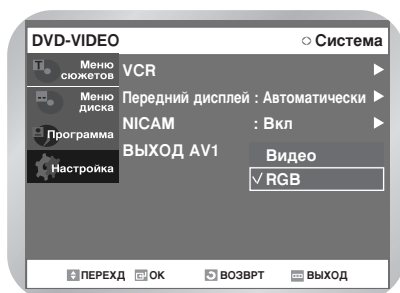 DVD-VIDEO
Система
Меню сюжетов
VCR
Меню диска
Передний дисплей : Автоматически
Программа
NICAM : Вкл
Настройка
ВЫХОД AV1
Видео
√ RGB
ПЕРЕХД OK ВОЗВРТ ВЫХОД